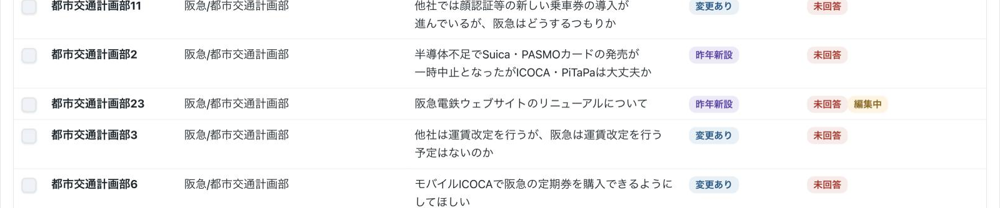 都市交通計画部11 阪急/都市交通計画部 他社では顔認証等の新しい乗車券の導入が 変更あり 未回答
進んでいるが、阪急はどうするつもりか
都市交通計画部2 阪急/都市交通計画部 半導体不足でSuica・PASMOカードの発売が 昨年新設 未回答
一時中止となったがICOCA・PiTaPaは大丈夫か
都市交通計画部23 阪急/都市交通計画部 阪急電鉄ウェブサイトのリニューアルについて 昨年新設 未回答 編集中
都市交通計画部3 阪急/都市交通計画部 他社は運賃改定を行うが、阪急は運賃改定を行う 変更あり 未回答
予定はないのか
都市交通計画部6 阪急/都市交通計画部 モバイルICOCAで阪急の定期券を購入できるように 変更あり 未回答
してほしい